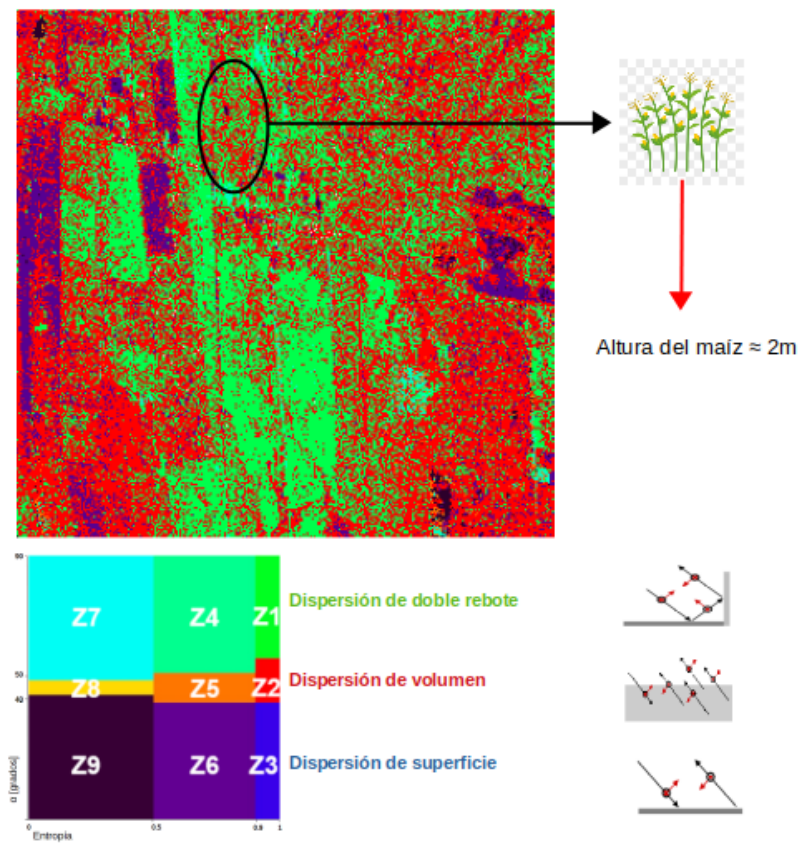 Altura del maíz ≈ 2m
90
Z7
Z4
Z1
Dispersión de doble rebote
50
Z8
Z5
Z2
Dispersión de volumen
40
Z9
Z6
Z3
Dispersión de superficie
α [grados]
0
0.5
0.9
1
Entropía